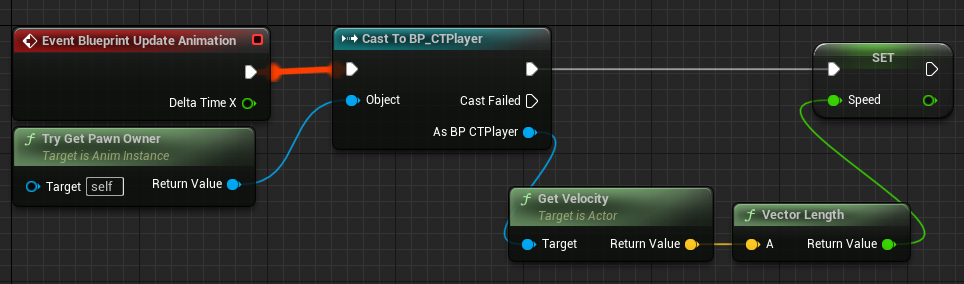 Event Blueprint Update Animation
Delta Time X
Cast To BP_CTPlayer
Object
Cast Failed
As BP CTPlayer
SET
Speed
f Try Get Pawn Owner
Target is Anim Instance
Target self Return Value
f Get Velocity
Target is Actor
Target Return Value
f Vector Length
A Return Value